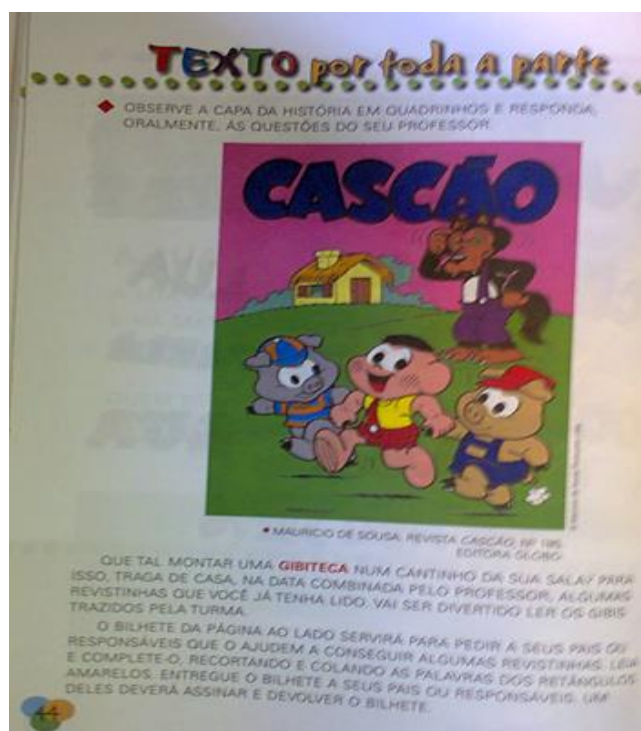 TEXTO por toda a parte
OBSERVE A CAPA DA HISTÓRIA EM QUADRINHOS E RESPONDA,
ORALMENTE, ÀS QUESTÕES DO SEU PROFESSOR.
CASCÃO
MAURICIO DE SOUSA. REVISTA CASCÃO, Nº
EDITORA GLOBO.
QUE TAL MONTAR UMA GIBITECA NUM CANTINHO DA SUA SALA? PARA
ISSO, TRAGA DE CASA, NA DATA COMBINADA PELO PROFESSOR, ALGUMAS
REVISTINHAS QUE VOCÊ JÁ TENHA LIDO. VAI SER DIVERTIDO LER OS GIBIS
TRAZIDOS PELA TURMA.
O BILHETE DA PÁGINA AO LADO SERVIRÁ PARA PEDIR A SEUS PAIS OU
RESPONSÁVEIS QUE O AJUDEM A CONSEGUIR ALGUMAS REVISTINHAS. LEIA
E COMPLETE-O, RECORTANDO E COLANDO AS PALAVRAS DOS RETÂNGULOS
AMARELOS. ENTREGUE O BILHETE A SEUS PAIS OU RESPONSÁVEIS. UM
DELES DEVERÁ ASSINAR E DEVOLVER O BILHETE.
44